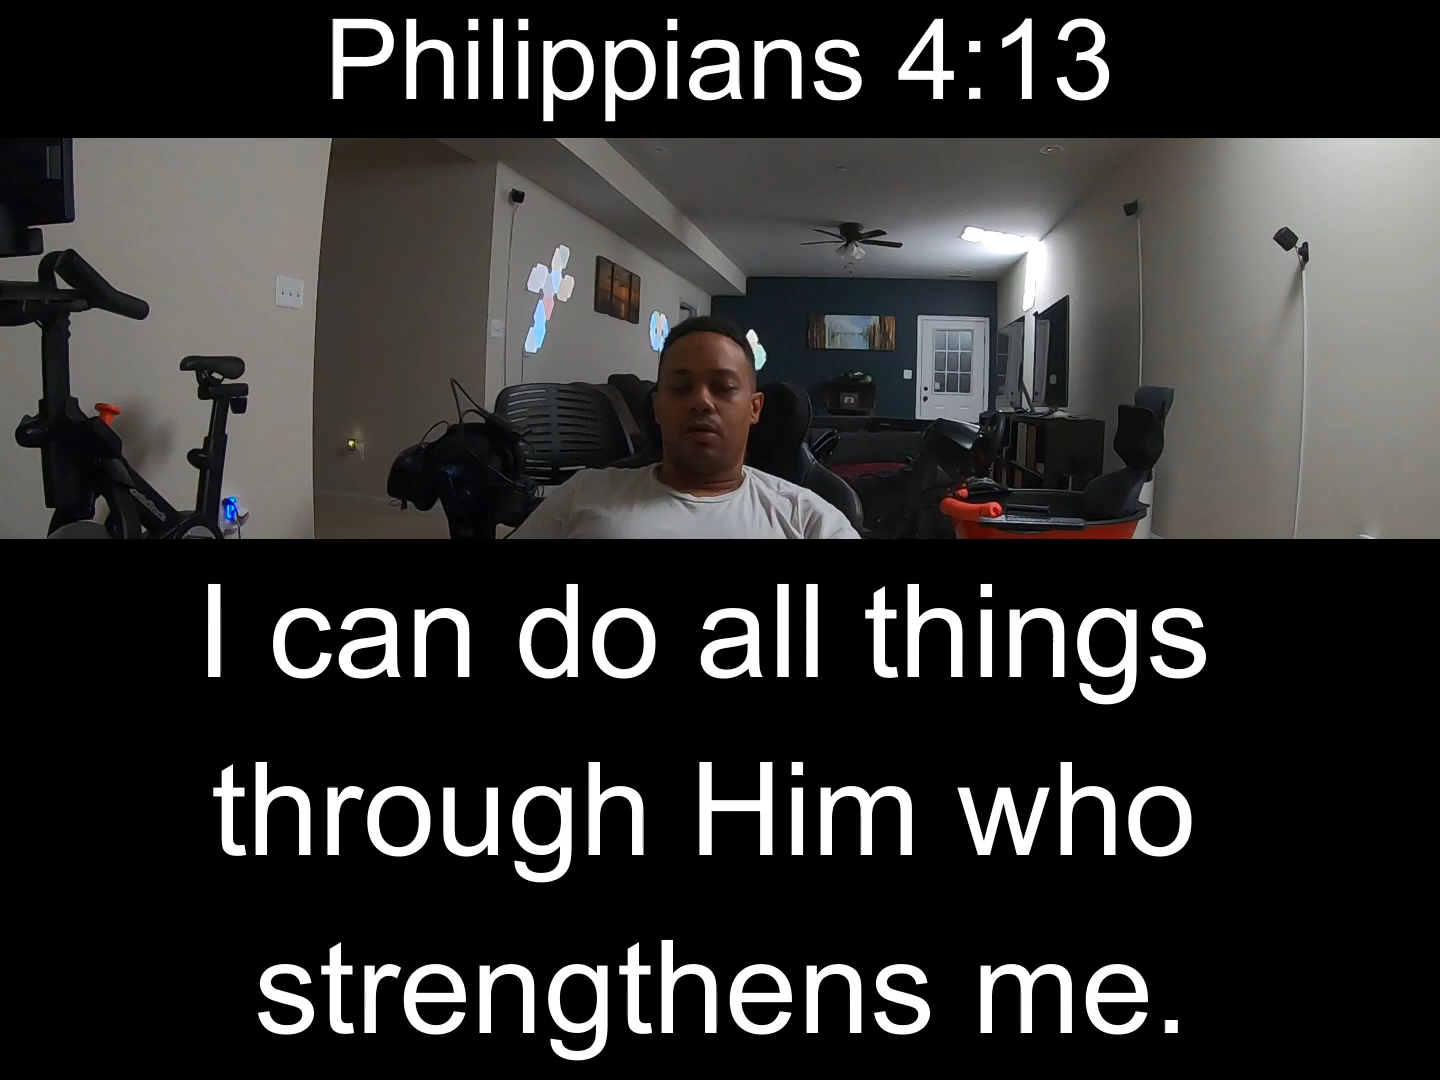 Philippians 4:13
I can do all things
through Him who
strengthens me.